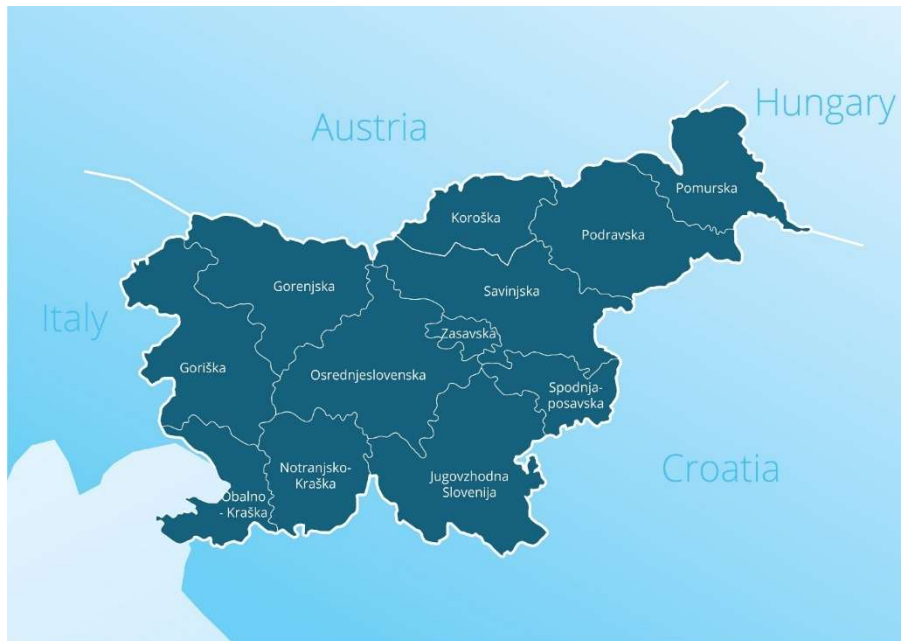 Hungary
Austria
Pomurska
Koroška
Podravska
Gorenjska
Savinjska
Italy
Zasavska
Goriška
Osrednjeslovenska
Spodnja-
posavska
Notranjsko-
Kraška
Croatia
Jugovzhodna
Slovenija
Obalno
- Kraška